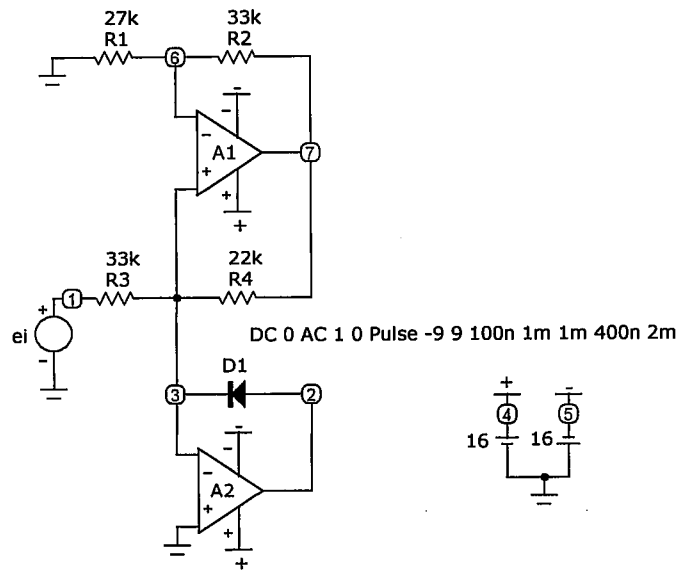 27k 33k
R1 R2
6
-
-
-
A1
7
+
+
+
33k 22k
R3 R4
1
+
ei
-
DC 0 AC 1 0 Pulse -9 9 100n 1m 1m 400n 2m
D1
3 2
+ -
4 5
16 16
-
-
-
A2
+
+
+